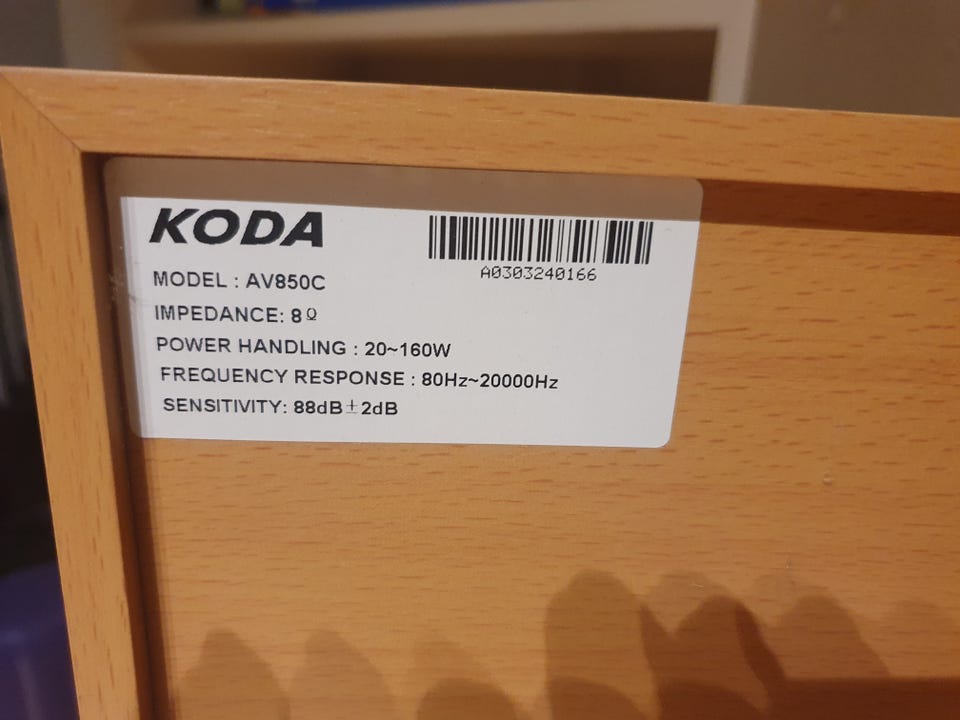 KODA
A0303240166
MODEL : AV850C
IMPEDANCE: 8Ω
POWER HANDLING : 20~160W
FREQUENCY RESPONSE : 80Hz~20000Hz
SENSITIVITY: 88dB±2dB